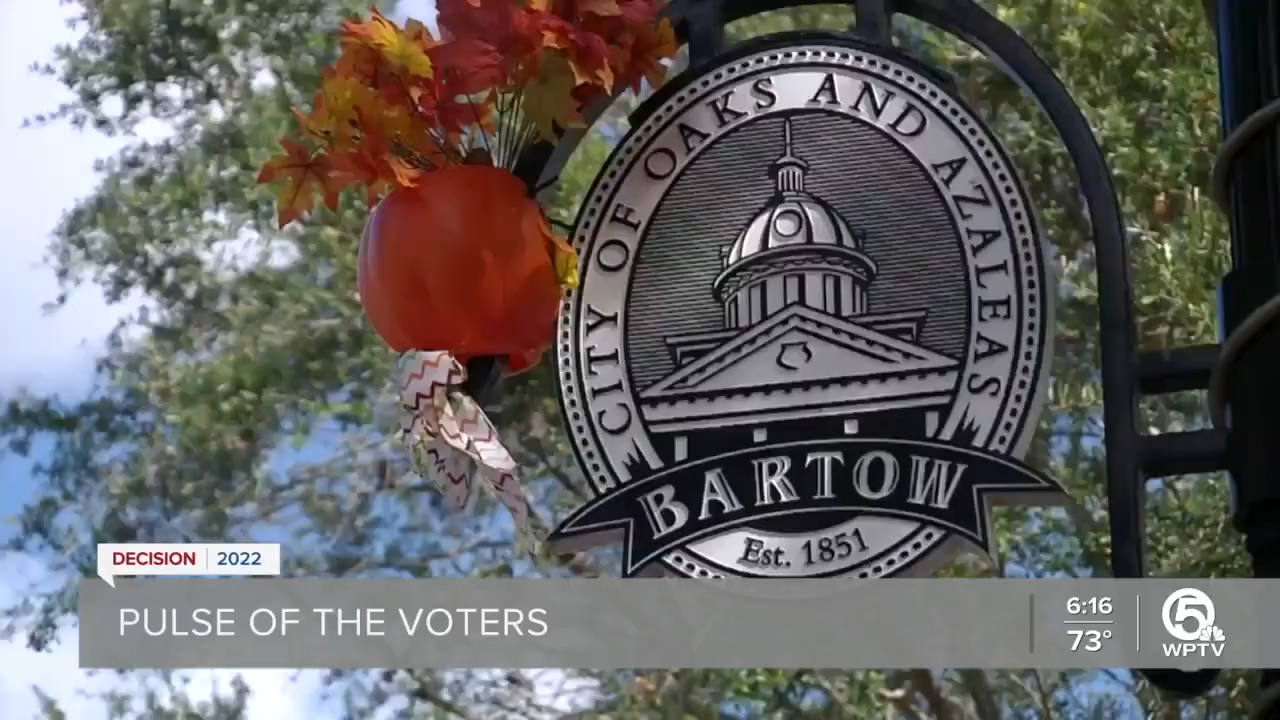 CITY OF OAKS AND AZALEAS
BARTOW
Est. 1851
DECISION 2022
PULSE OF THE VOTERS
6:16
73°
5
WPTV